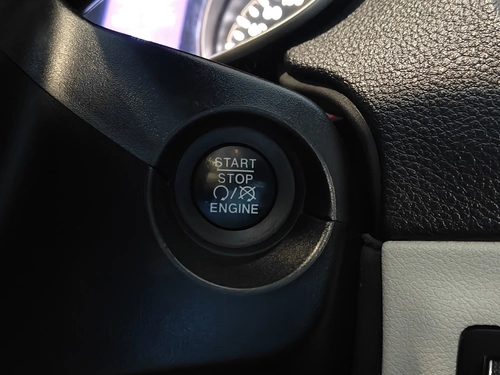 START
STOP
/
ENGINE